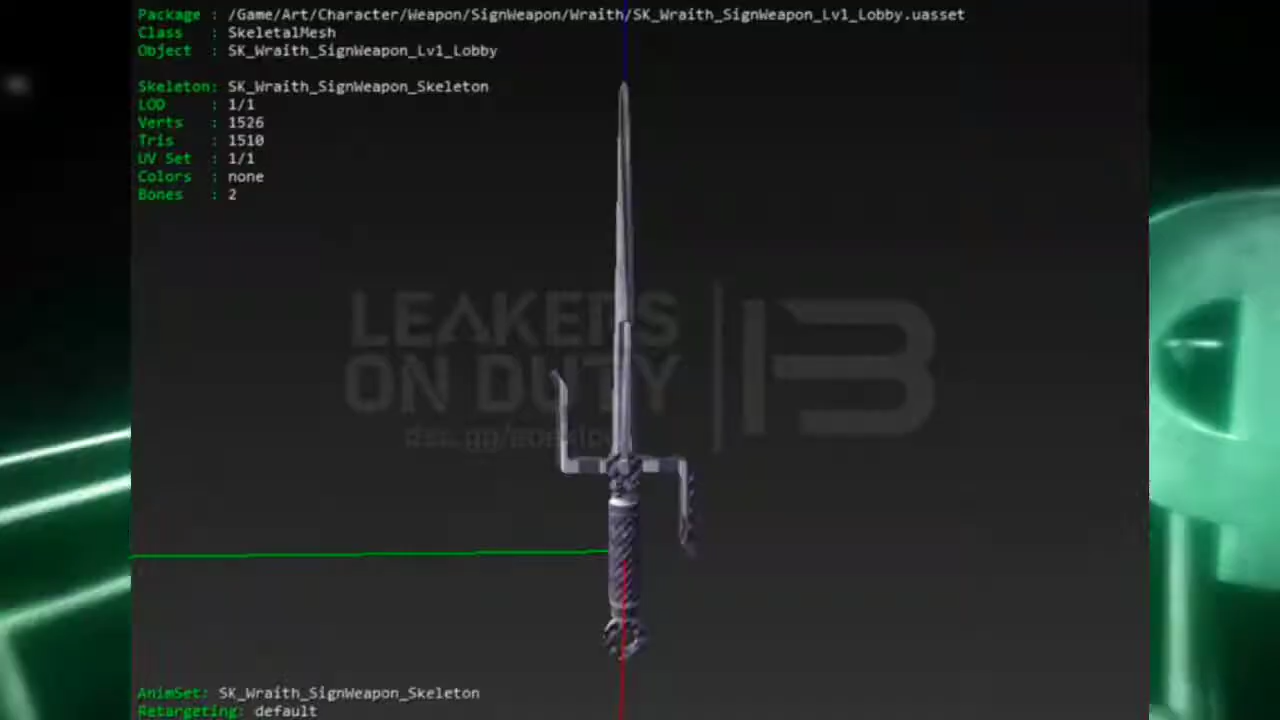 Package : /Game/Art/Character/Weapon/SignWeapon/Wraith/SK_Wraith_SignWeapon_Lv1_Lobby.uasset
Class : SkeletalMesh
Object : SK_Wraith_SignWeapon_Lv1_Lobby
Skeleton: SK_Wraith_SignWeapon_Skeleton
LOD : 1/1
Verts : 1526
Tris : 1510
UV Set : 1/1
Colors : none
Bones : 2
LEAKERS
ON DUTY
AnimSet: SK_Wraith_SignWeapon_Skeleton
Retargeting: default